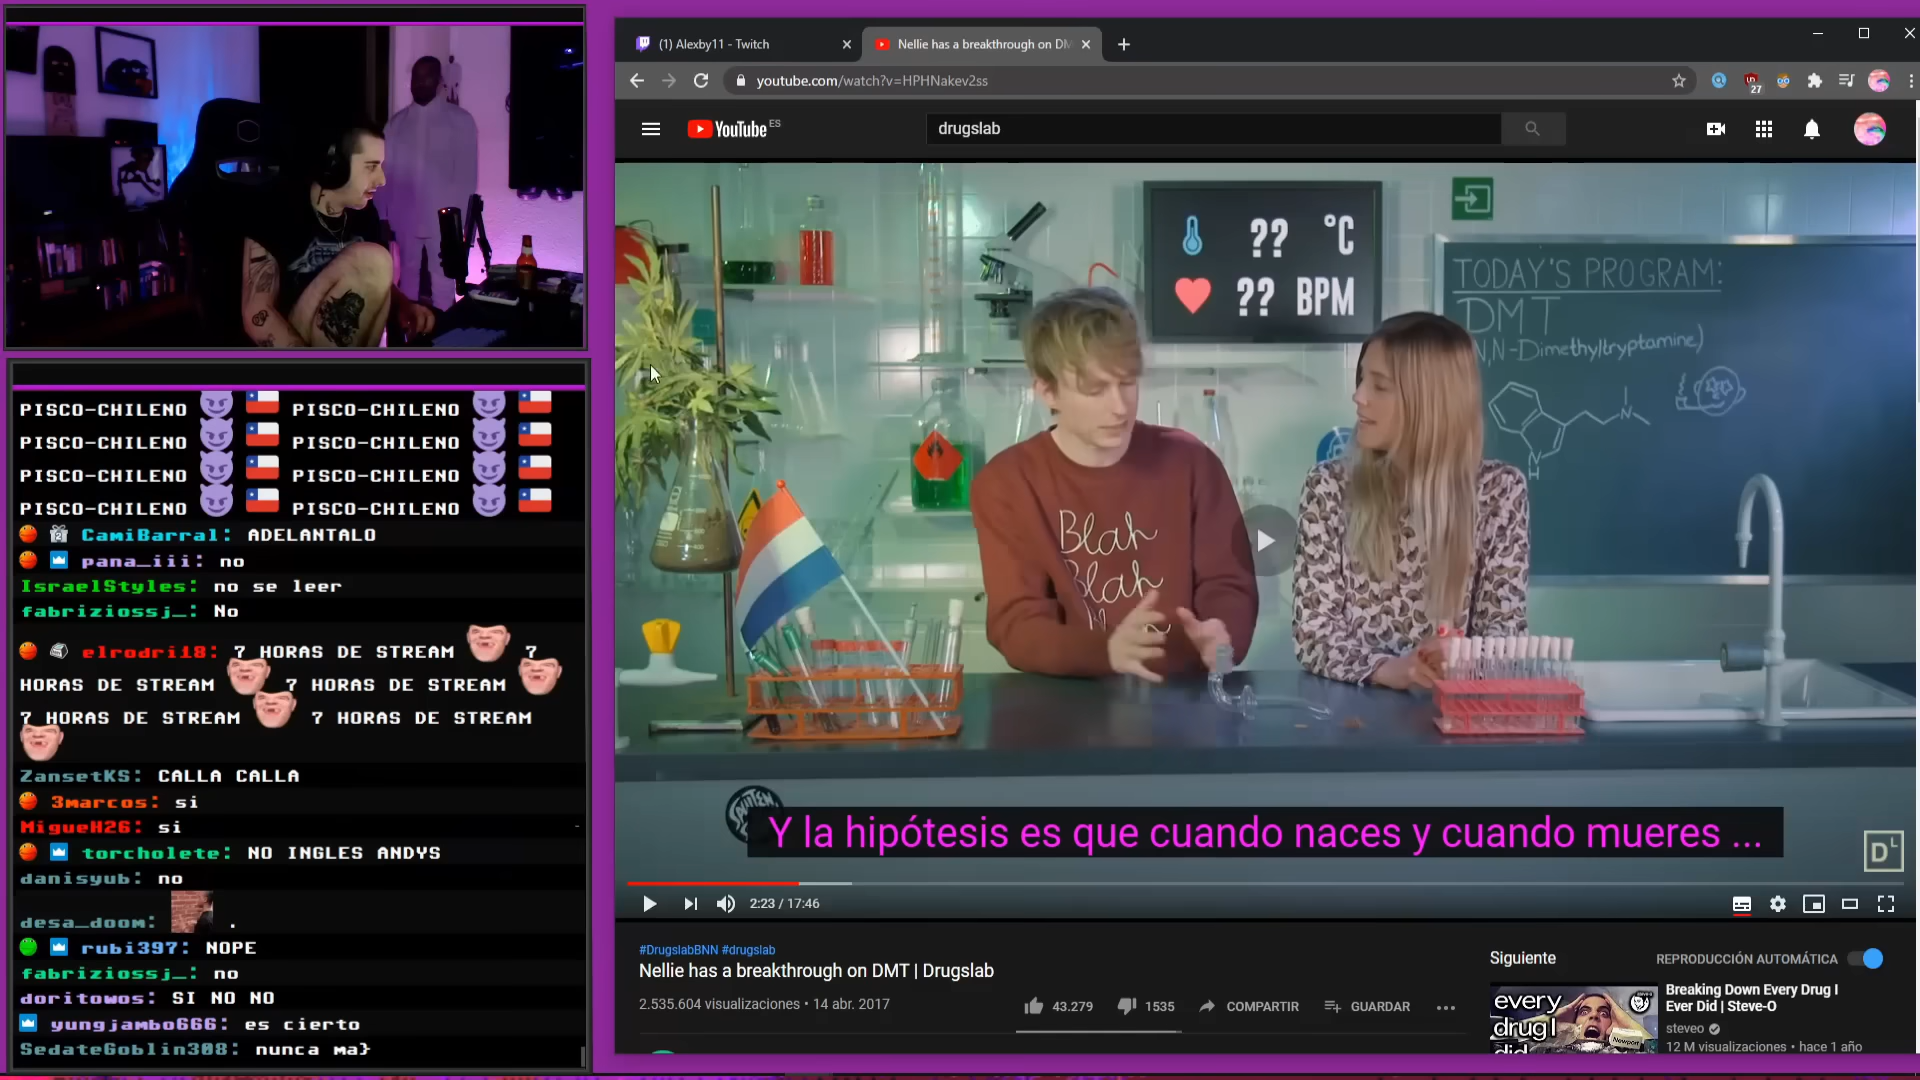 (1) Alexby11 - Twitch
Nellie has a breakthrough on DM
youtube.com/watch?v=HPHNakev2ss
27
YouTube ES
drugslab
?? °C
?? BPM
TODAY'S PROGRAM:
DMT
N,N-Dimethyltryptamine)
N
N
H
Blah
Blah
Y la hipótesis es que cuando naces y cuando mueres ...
DL
2:23 / 17:46
#DrugslabBNN #drugslab
Nellie has a breakthrough on DMT | Drugslab
2.535.604 visualizaciones • 14 abr. 2017
43.279
1535
COMPARTIR
GUARDAR
Siguiente
REPRODUCCIÓN AUTOMÁTICA
every
drug I
did
Newport
Breaking Down Every Drug I
Ever Did | Steve-O
steveo
12 M visualizaciones • hace 1 año
PISCO-CHILENO PISCO-CHILENO
PISCO-CHILENO PISCO-CHILENO
PISCO-CHILENO PISCO-CHILENO
PISCO-CHILENO PISCO-CHILENO
CamiBarral: ADELANTALO
pana_iii: no
IsraelStyles: no se leer
fabriziossj_: No
elrodri18: 7 HORAS DE STREAM 7
HORAS DE STREAM 7 HORAS DE STREAM
7 HORAS DE STREAM 7 HORAS DE STREAM
ZansetKS: CALLA CALLA
3marcos: si
MigueH26: si
torcholete: NO INGLES ANDYS
danisyub: no
desa_doom: .
rubi397: NOPE
fabriziossj_: no
doritowos: SI NO NO
yungjambo666: es cierto
SedateGoblin308: nunca ma}